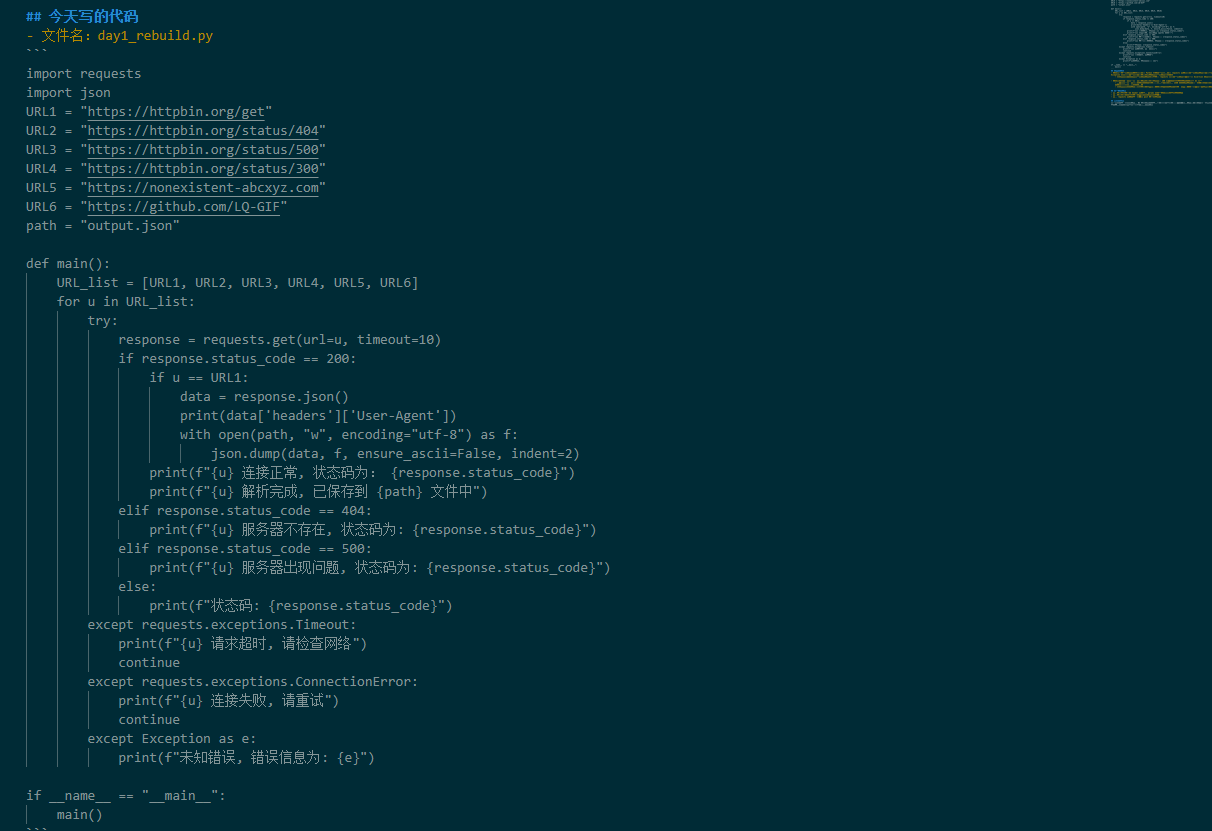 ## 今天写的代码
- 文件名: day1_rebuild.py
```
import requests
import json
URL1 = "https://httpbin.org/get"
URL2 = "https://httpbin.org/status/404"
URL3 = "https://httpbin.org/status/500"
URL4 = "https://httpbin.org/status/300"
URL5 = "https://nonexistent-abcxyz.com"
URL6 = "https://github.com/LQ-GIF"
path = "output.json"

def main():
    URL_list = [URL1, URL2, URL3, URL4, URL5, URL6]
    for u in URL_list:
        try:
            response = requests.get(url=u, timeout=10)
            if response.status_code == 200:
                if u == URL1:
                    data = response.json()
                    print(data['headers']['User-Agent'])
                    with open(path, "w", encoding="utf-8") as f:
                        json.dump(data, f, ensure_ascii=False, indent=2)
                print(f"{u} 连接正常, 状态码为:  {response.status_code}")
                print(f"{u} 解析完成, 已保存到 {path} 文件中")
            elif response.status_code == 404:
                print(f"{u} 服务器不存在, 状态码为: {response.status_code}")
            elif response.status_code == 500:
                print(f"{u} 服务器出现问题, 状态码为: {response.status_code}")
            else:
                print(f"状态码: {response.status_code}")
        except requests.exceptions.Timeout:
            print(f"{u} 请求超时, 请检查网络")
            continue
        except requests.exceptions.ConnectionError:
            print(f"{u} 连接失败, 请重试")
            continue
        except Exception as e:
            print(f"未知错误, 错误信息为: {e}")

if __name__ == "__main__":
    main()
```